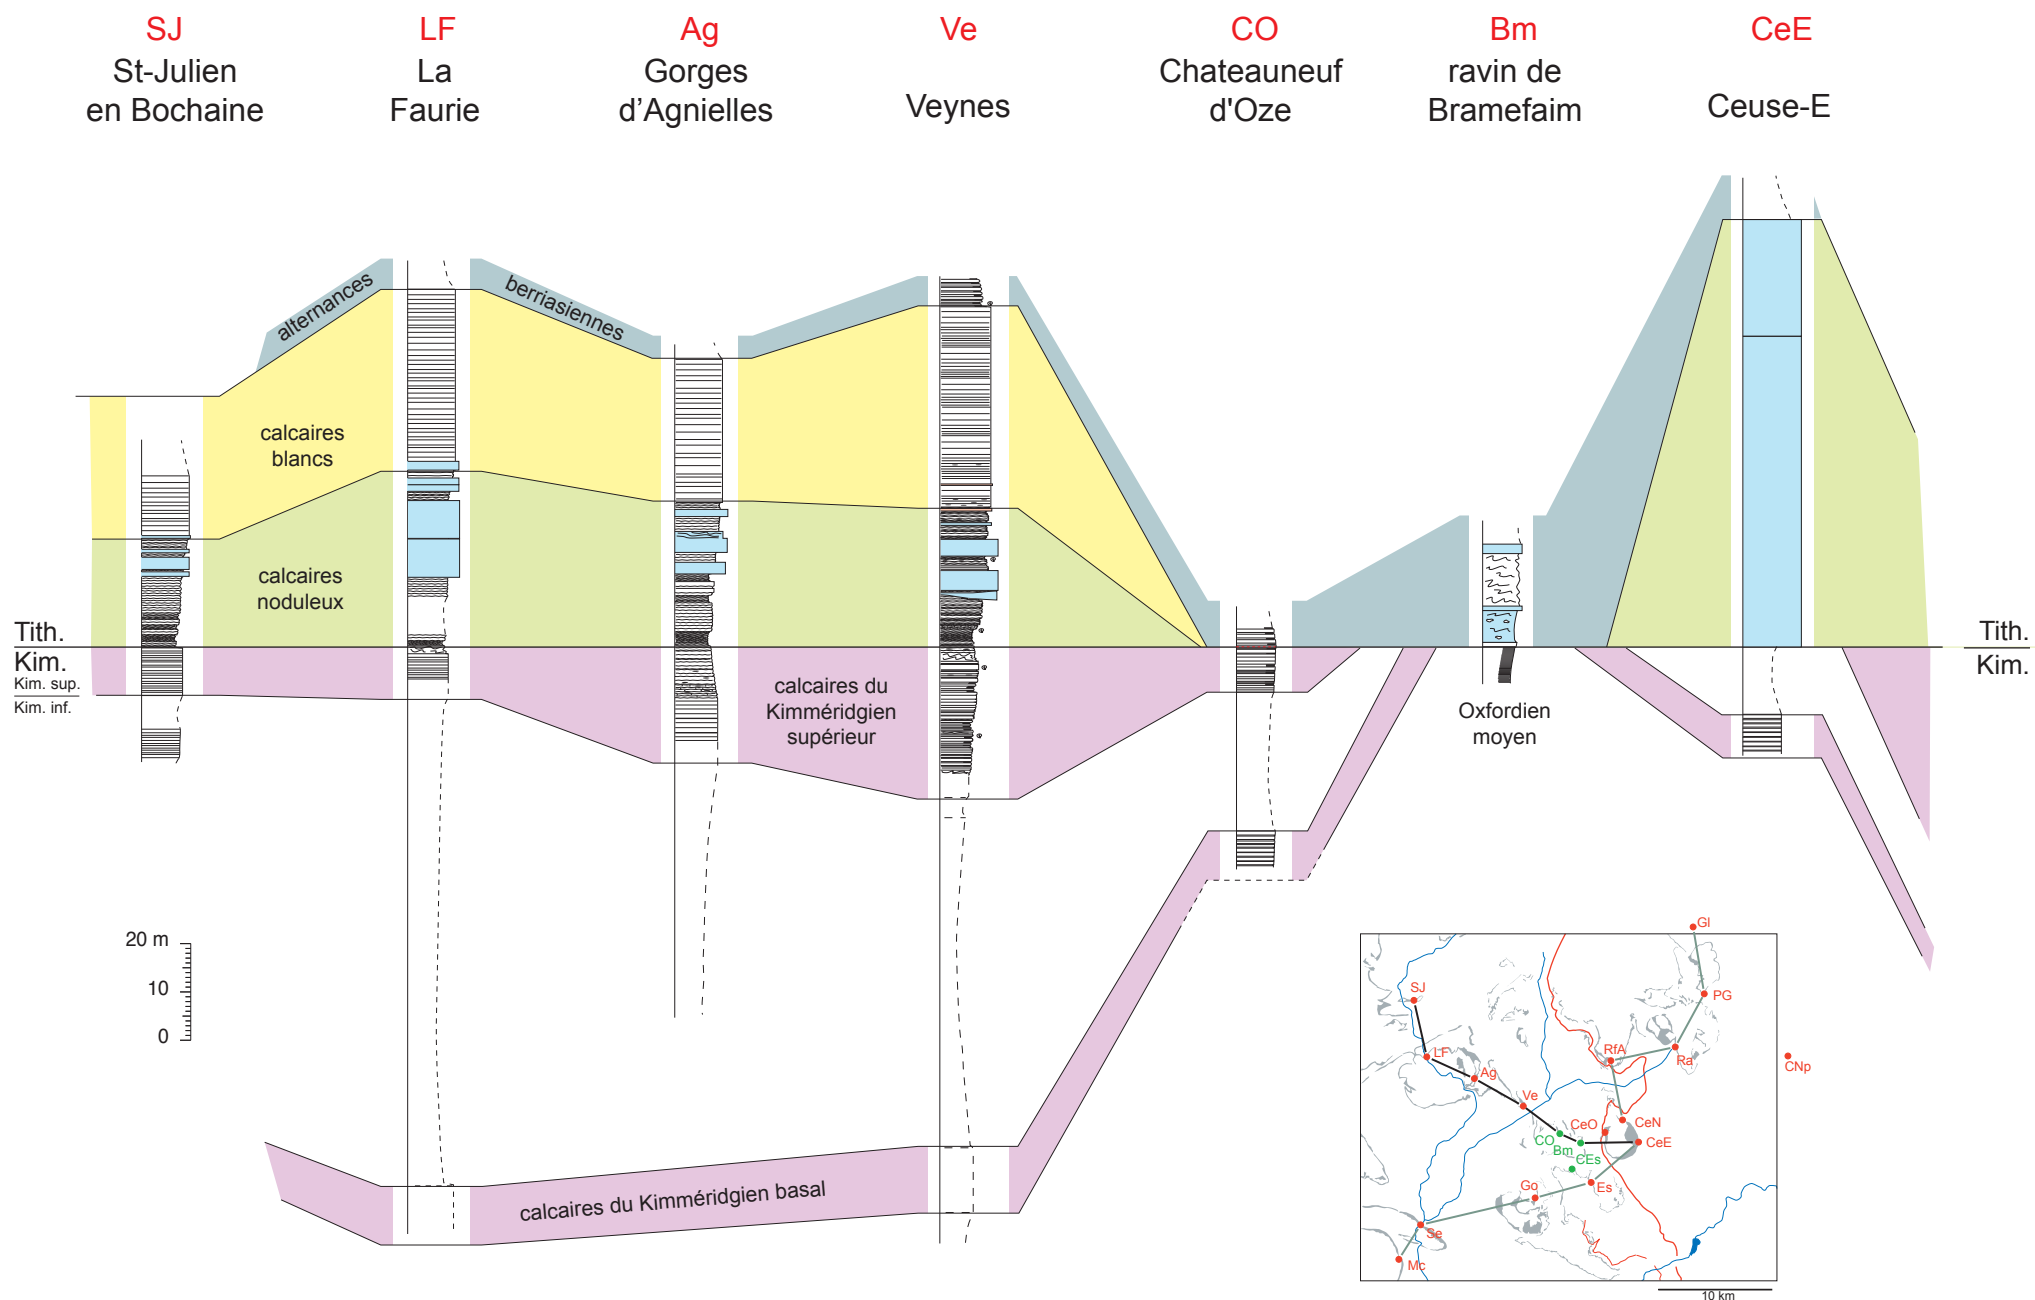 SJ
St-Julien
en Bochaine
LF
La
Faurie
Ag
Gorges
d'Agnielles
Ve
Veynes
CO
Chateauneuf
d'Oze
Bm
ravin de
Bramefaim
CeE
Ceuse-E
alternances
berriasiennes
calcaires
blancs
calcaires
noduleux
Tith.
Kim.
Kim. sup.
Kim. inf.
Tith.
Kim.
calcaires du
Kimméridgien
supérieur
Oxfordien
moyen
20 m
10
0
calcaires du Kimméridgien basal
Gl
SJ
PG
LF
RfA
Ra
CNp
Ag
Ve
CeO
CeN
CO
CeE
Bm
CEs
Go
Es
Se
Mc
10 km